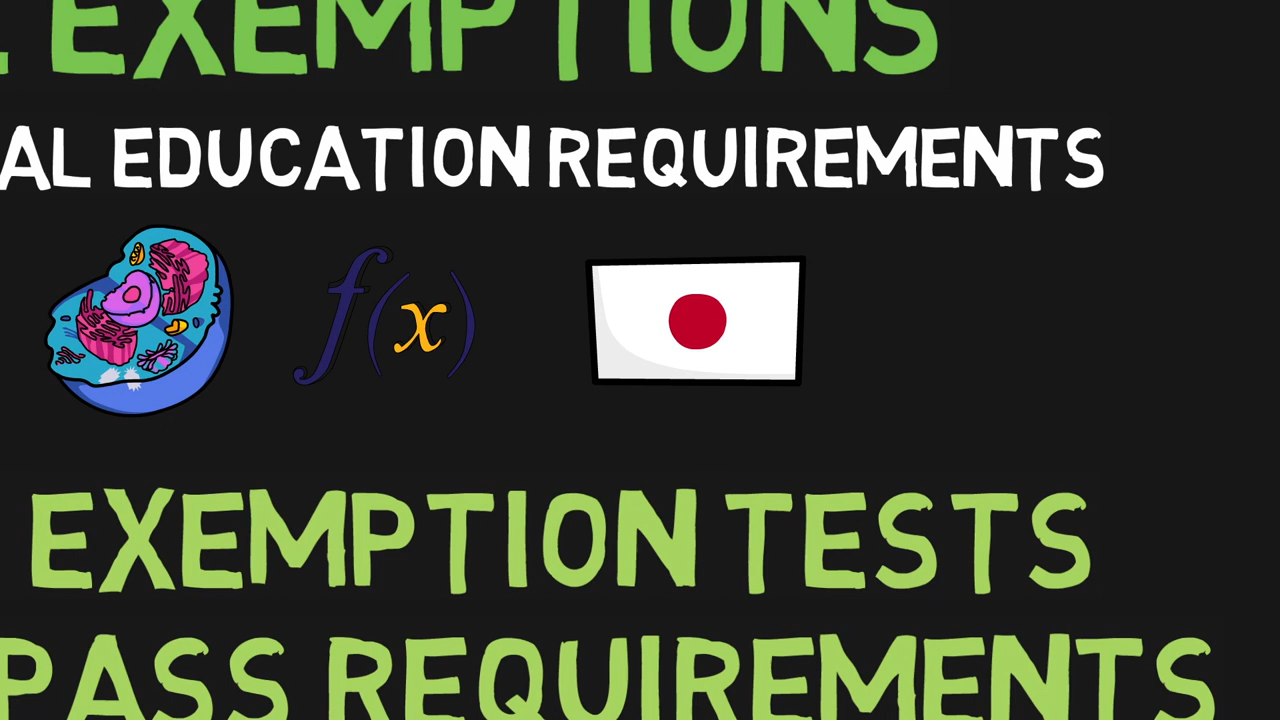 EXEMPTIONS
AL EDUCATION REQUIREMENTS
f(x)
EXEMPTION TESTS
PASS REQUIREMENTS